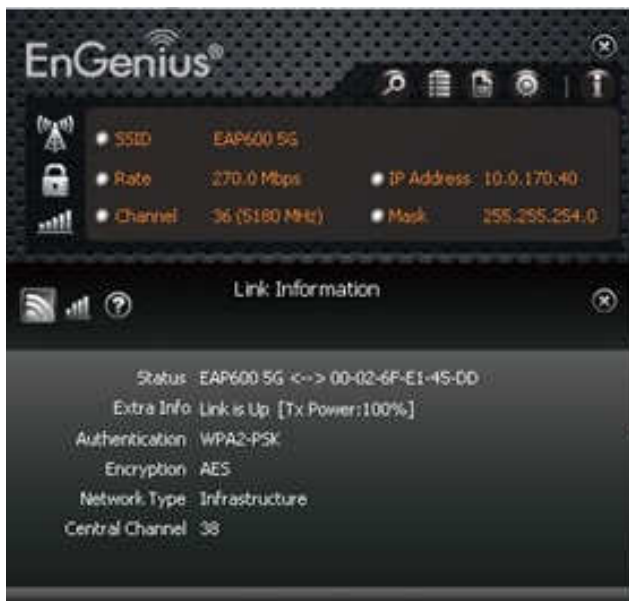 EnGenius®
SSID EAP600 5G
Rate 270.0 Mbps IP Address 10.0.170.40
Channel 36 (5180 MHz) Mask 255.255.254.0
Link Information
Status EAP600 5G <--> 00-02-6F-E1-45-DD
Extra Info Link is Up [Tx Power:100%]
Authentication WPA2-PSK
Encryption AES
Network Type Infrastructure
Central Channel 38